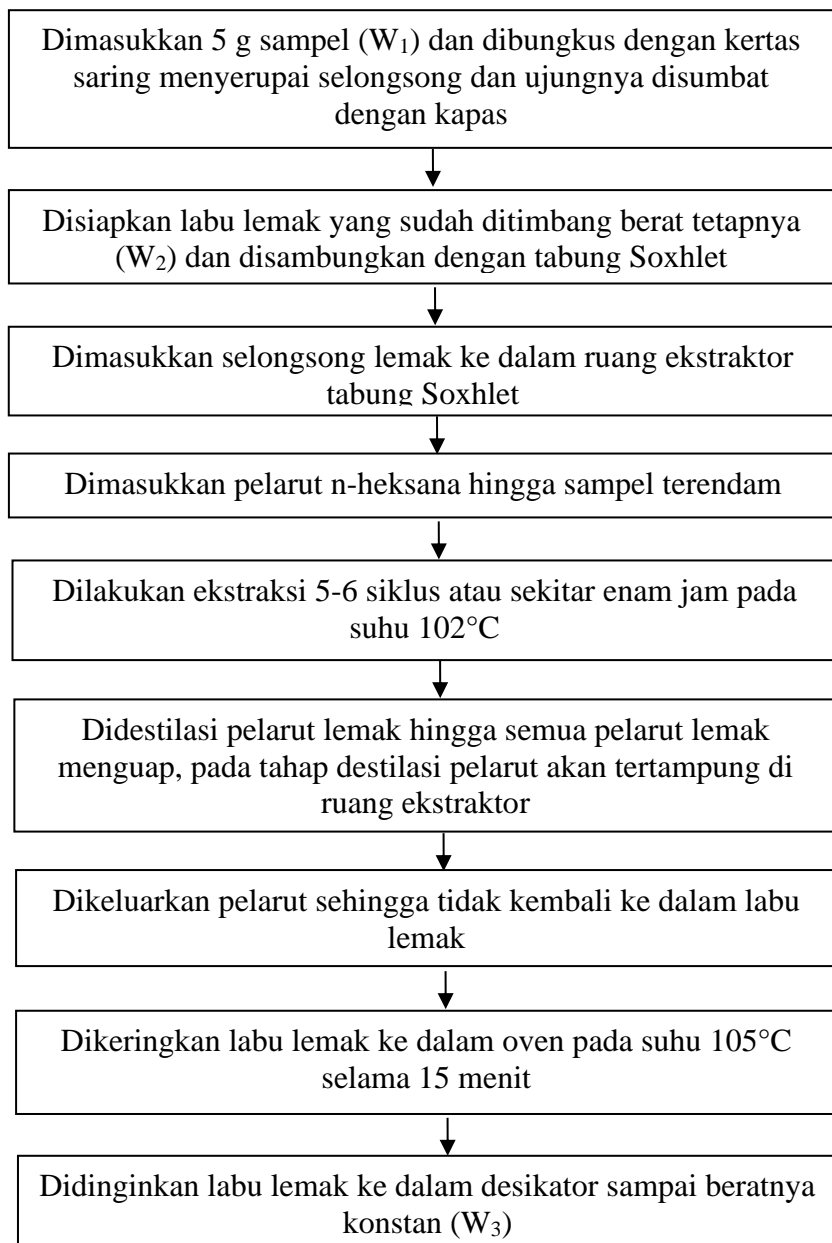 Dimasukkan 5 g sampel (W₁) dan dibungkus dengan kertas
saring menyerupai selongsong dan ujungnya disumbat
dengan kapas
Disiapkan labu lemak yang sudah ditimbang berat tetapnya
(W₂) dan disambungkan dengan tabung Soxhlet
Dimasukkan selongsong lemak ke dalam ruang ekstraktor
tabung Soxhlet
Dimasukkan pelarut n-heksana hingga sampel terendam
Dilakukan ekstraksi 5-6 siklus atau sekitar enam jam pada
suhu 102°C
Didestilasi pelarut lemak hingga semua pelarut lemak
menguap, pada tahap destilasi pelarut akan tertampung di
ruang ekstraktor
Dikeluarkan pelarut sehingga tidak kembali ke dalam labu
lemak
Dikeringkan labu lemak ke dalam oven pada suhu 105°C
selama 15 menit
Didinginkan labu lemak ke dalam desikator sampai beratnya
konstan (W₃)